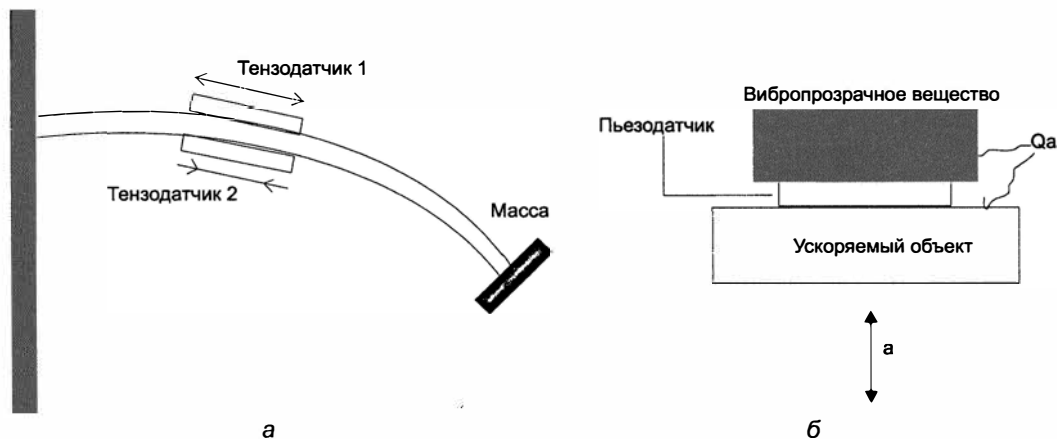 Тензодатчик 1
Тензодатчик 2
Масса
а
Вибропрозрачное вещество
Пьезодатчик
Qa
Ускоряемый объект
a
б